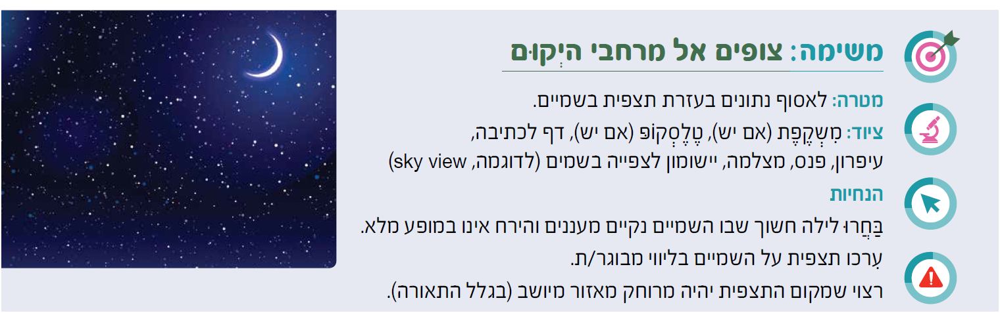 משימה: צופים אל מרחבי היְקוּם
מטרה: לאסוף נתונים בעזרת תצפית בשמיים.
ציוד: מִשְׁקֶפֶת (אם יש), טֶלֶסְקוֹפּ (אם יש), דף לכתיבה,
עיפרון, פנס, מצלמה, יישומון לצפייה בשמים (לדוגמה, sky view)
הנחיות
בַּחֲרוּ לילה חשוך שבו השמיים נקיים מעננים והירח אינו במופע מלא.
עִרכו תצפית על השמיים בליווי מבוגר/ת.
רצוי שמקום התצפית יהיה מרוחק מאזור מיושב (בגלל התאורה).